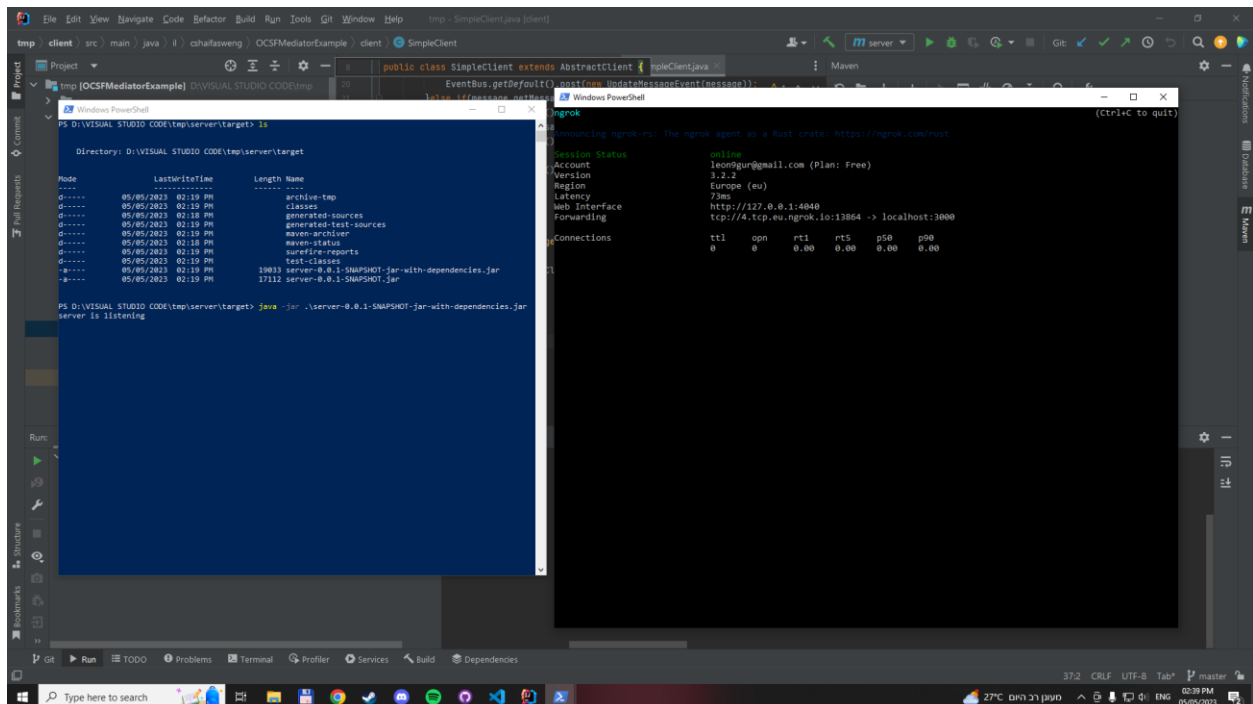 File Edit View Navigate Code Refactor Build Run Tools Git Window Help tmp - SimpleClient.java [client]
tmp client src main java il cshaifasweng OCSFMediatorExample client SimpleClient server Git:
Project
8 public class SimpleClient extends AbstractClient { mpleClient.java
Maven
tmp [OCSFMediatorExample] D:\VISUAL STUDIO CODE\tmp
20 EventBus.getDefault().post(new UpdateMessageEvent(message));
Windows PowerShell
PS D:\VISUAL STUDIO CODE\tmp\server\target> ls
Directory: D:\VISUAL STUDIO CODE\tmp\server\target
Mode LastWriteTime Length Name
---- ------------- ------ ----
d----- 05/05/2023 02:19 PM archive-tmp
d----- 05/05/2023 02:19 PM classes
d----- 05/05/2023 02:18 PM generated-sources
d----- 05/05/2023 02:19 PM generated-test-sources
d----- 05/05/2023 02:19 PM maven-archiver
d----- 05/05/2023 02:18 PM maven-status
d----- 05/05/2023 02:19 PM surefire-reports
d----- 05/05/2023 02:19 PM test-classes
-a---- 05/05/2023 02:19 PM 19033 server-0.0.1-SNAPSHOT-jar-with-dependencies.jar
-a---- 05/05/2023 02:19 PM 17112 server-0.0.1-SNAPSHOT.jar
PS D:\VISUAL STUDIO CODE\tmp\server\target> java -jar .\server-0.0.1-SNAPSHOT-jar-with-dependencies.jar
server is listening
Windows PowerShell
ngrok (Ctrl+C to quit)
Announcing ngrok-rs: The ngrok agent as a Rust crate: https://ngrok.com/rust
Session Status online
Account leon9gur@gmail.com (Plan: Free)
Version 3.2.2
Region Europe (eu)
Latency 73ms
Web Interface http://127.0.0.1:4040
Forwarding tcp://4.tcp.eu.ngrok.io:13864 -> localhost:3000
Connections ttl opn rt1 rt5 p50 p90
0 0 0.00 0.00 0.00 0.00
Project
Commit
Pull Requests
Structure
Bookmarks
Notifications
Database
Maven
Run:
Git Run TODO Problems Terminal Profiler Services Build Dependencies
37:2 CRLF UTF-8 Tab* master
Type here to search
27°C מעונן רב היום ENG 02:39 PM
05/05/2023